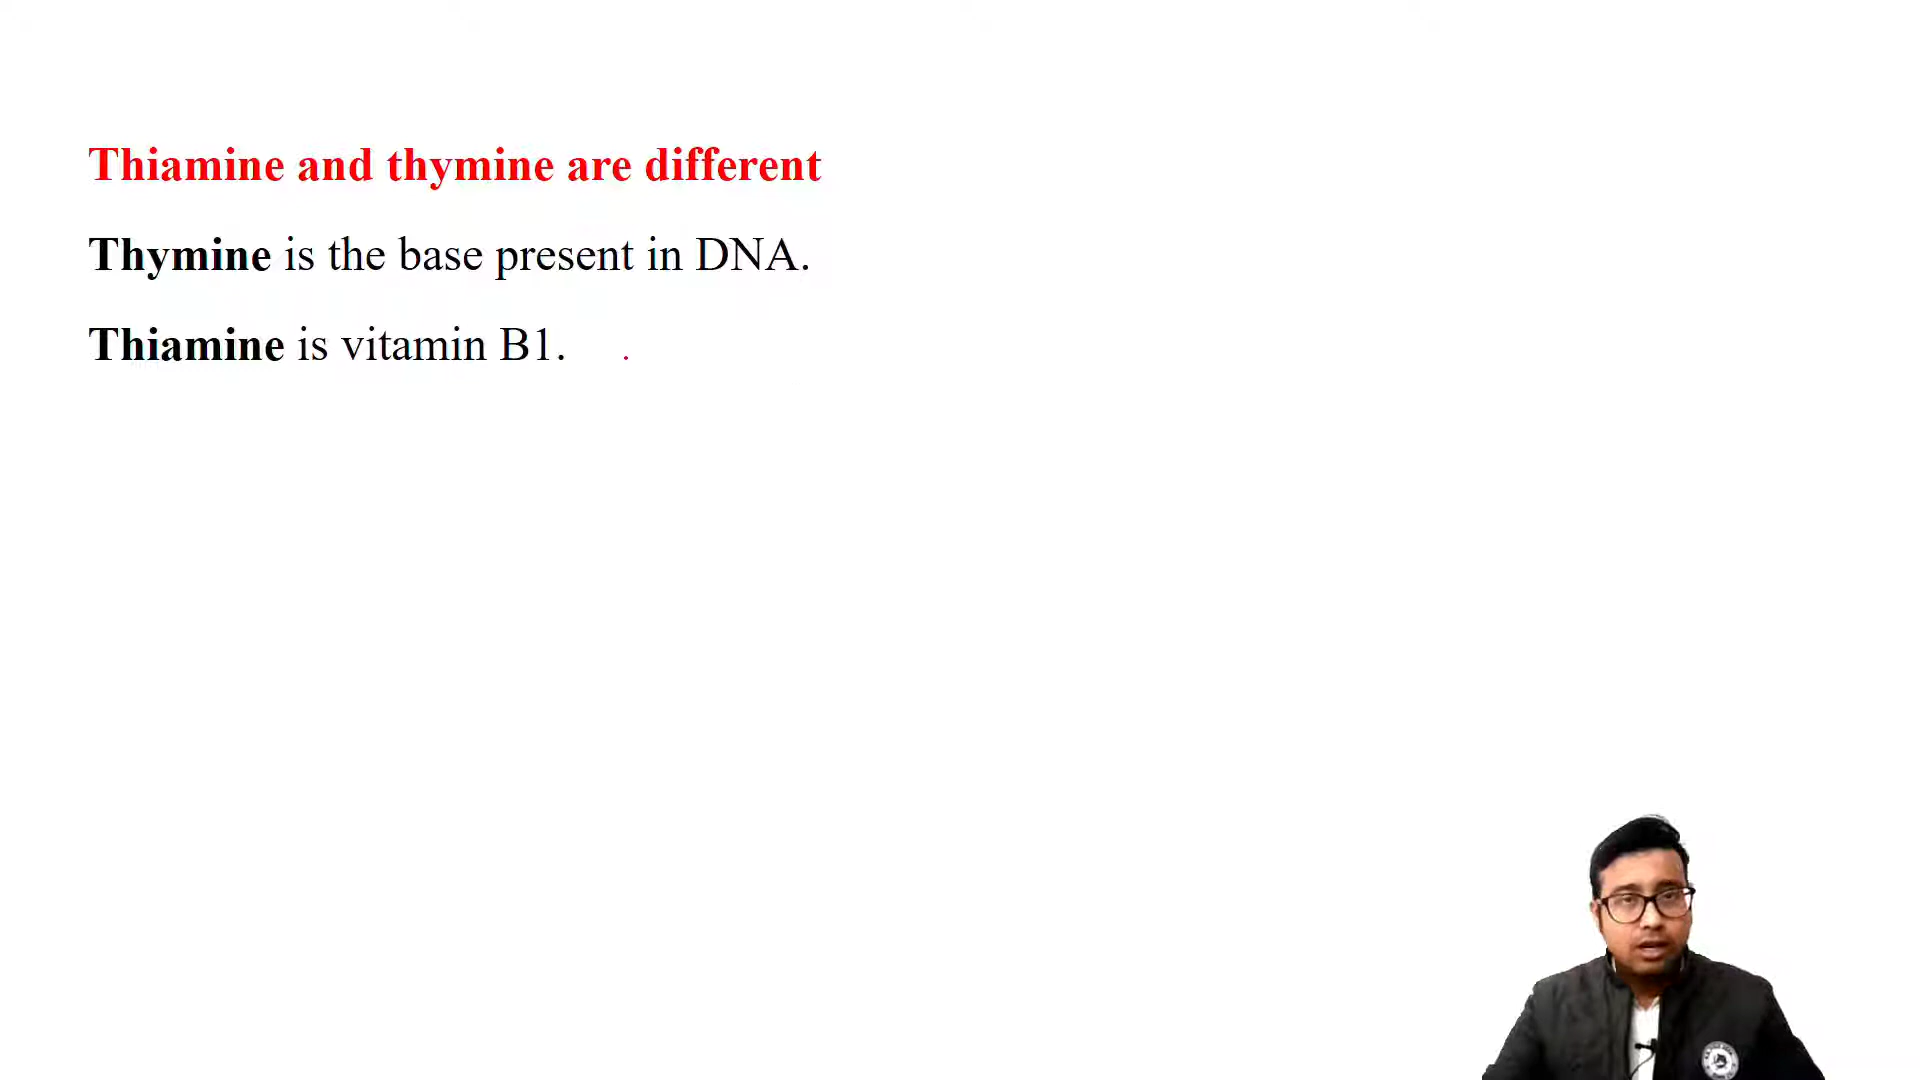 Thiamine and thymine are different
Thymine is the base present in DNA.
Thiamine is vitamin B1.